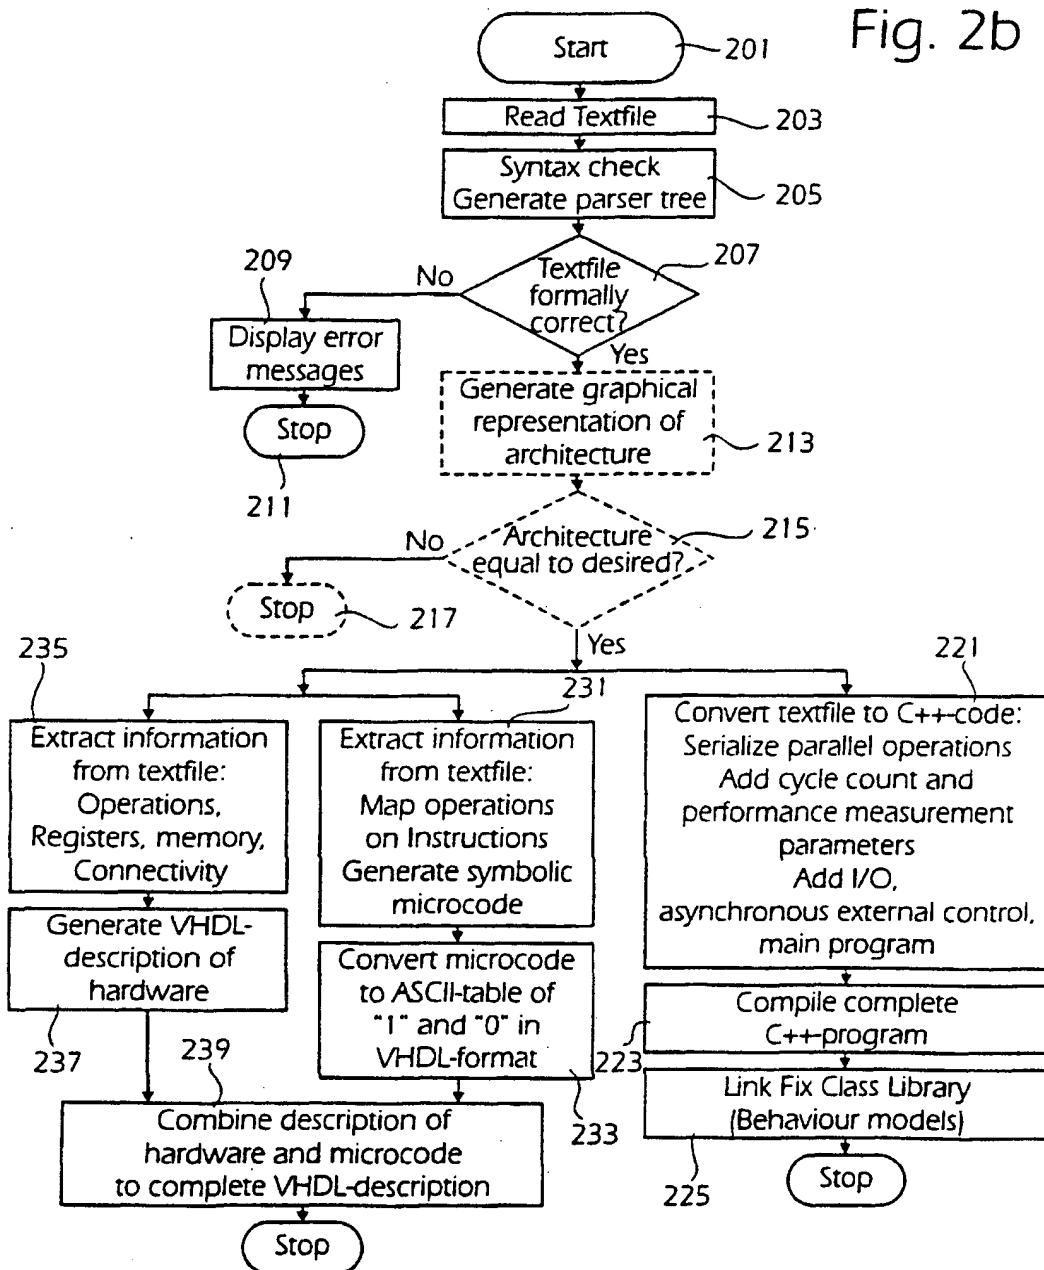 Fig. 2b
Start
201
Read Textfile
203
Syntax check
Generate parser tree
205
Textfile
formally
correct?
207
No
Yes
209
Display error
messages
Stop
211
Generate graphical
representation of
architecture
213
Architecture
equal to desired?
215
No
Stop
217
Yes
235
Extract information
from textfile:
Operations,
Registers, memory,
Connectivity
Generate VHDL-
description of
hardware
237
231
Extract information
from textfile:
Map operations
on Instructions
Generate symbolic
microcode
Convert microcode
to ASCII-table of
"1" and "0" in
VHDL-format
233
239
Combine description of
hardware and microcode
to complete VHDL-description
Stop
221
Convert textfile to C++-code:
Serialize parallel operations
Add cycle count and
performance measurement
parameters
Add I/O,
asynchronous external control,
main program
Compile complete
C++-program
223
Link Fix Class Library
(Behaviour models)
225
Stop